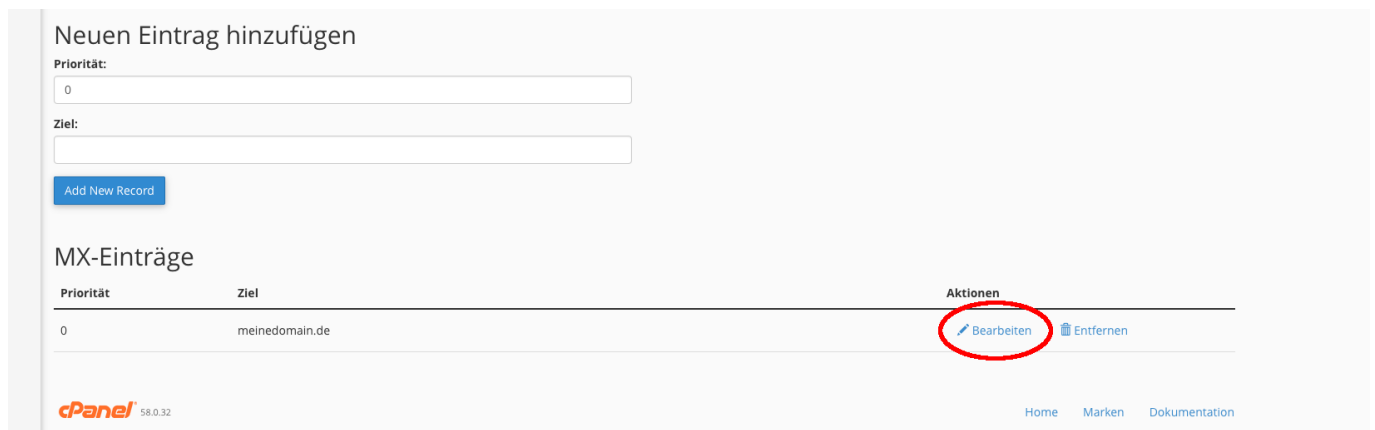 Neuen Eintrag hinzufügen
Priorität:
0
Ziel:
Add New Record
MX-Einträge
Priorität Ziel Aktionen
0 meinedomain.de Bearbeiten Entfernen
cPanel® 58.0.32 Home Marken Dokumentation